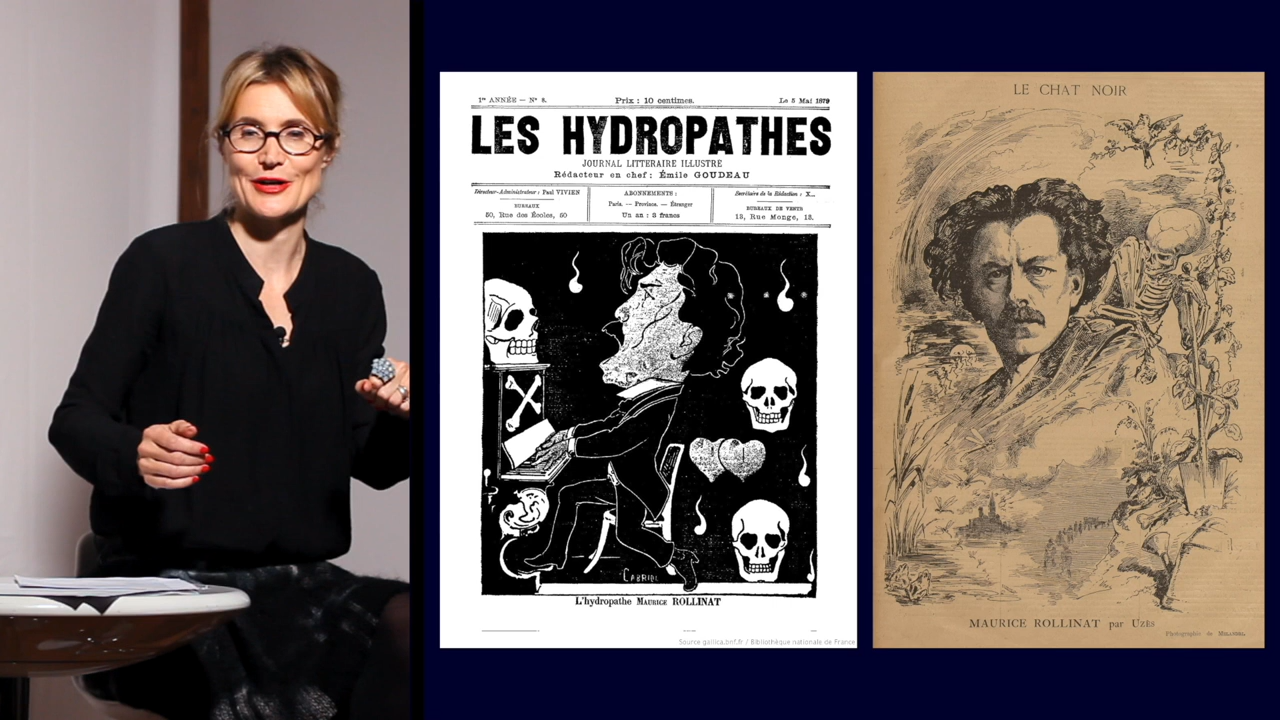 1re ANNÉE — N° 8.
Prix : 10 centimes.
Le 5 Mai 1879
LES HYDROPATHES
JOURNAL LITTÉRAIRE ILLUSTRÉ
Rédacteur en chef : Émile GOUDEAU
Directeur-Administrateur : Paul VIVIEN
BUREAUX
50, Rue des Écoles, 50
ABONNEMENTS :
Paris. — Province. — Étranger
Un an : 3 francs
Secrétaire de la Rédaction : X...
BUREAUX DE VENTE
13, Rue Monge, 13.
CABRIOL
L'hydropathe MAURICE ROLLINAT
Source gallica.bnf.fr / Bibliothèque nationale de France
LE CHAT NOIR
MAURICE ROLLINAT par UZÈS
Photographie de